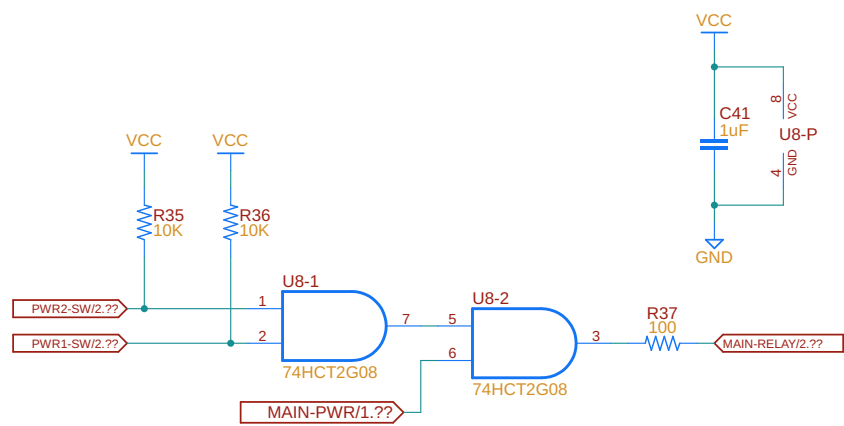 VCC
8
VCC
C41
1uF
U8-P
4
GND
GND
VCC
VCC
R35
10K
R36
10K
U8-1
PWR2-SW/2.??
1
PWR1-SW/2.??
2
7
74HCT2G08
U8-2
5
6
3
74HCT2G08
R37
100
MAIN-RELAY/2.??
MAIN-PWR/1.??